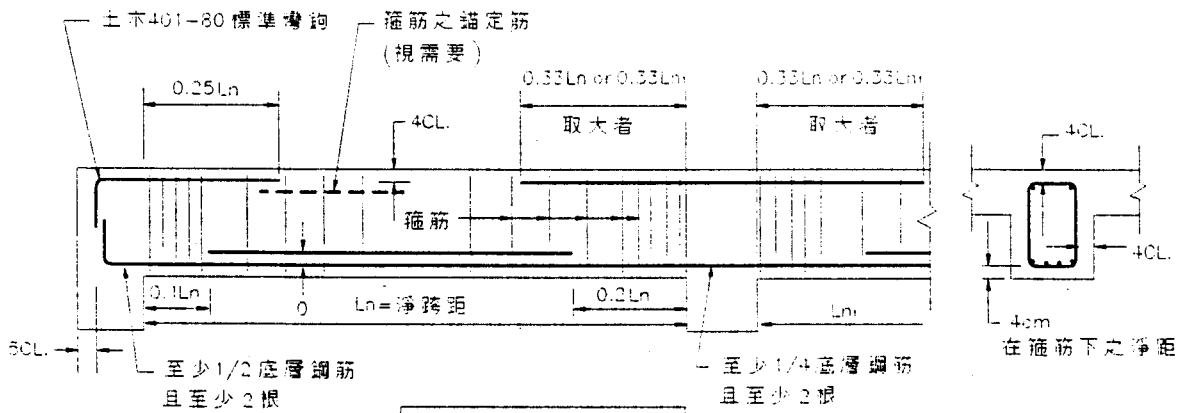 土木401-80標準彎鉤
箍筋之錨定筋
(視需要)
0.25Ln
0.33Ln or 0.33Ln₁
取大者
0.33Ln or 0.33Ln₁
取大者
4CL.
4CL.
箍筋
4CL.
0.1Ln
0
Ln=淨跨距
0.2Ln
Ln₁
4cm
在箍筋下之淨距
5CL.
至少1/2底層鋼筋
且至少2根
至少1/4底層鋼筋
且至少2根